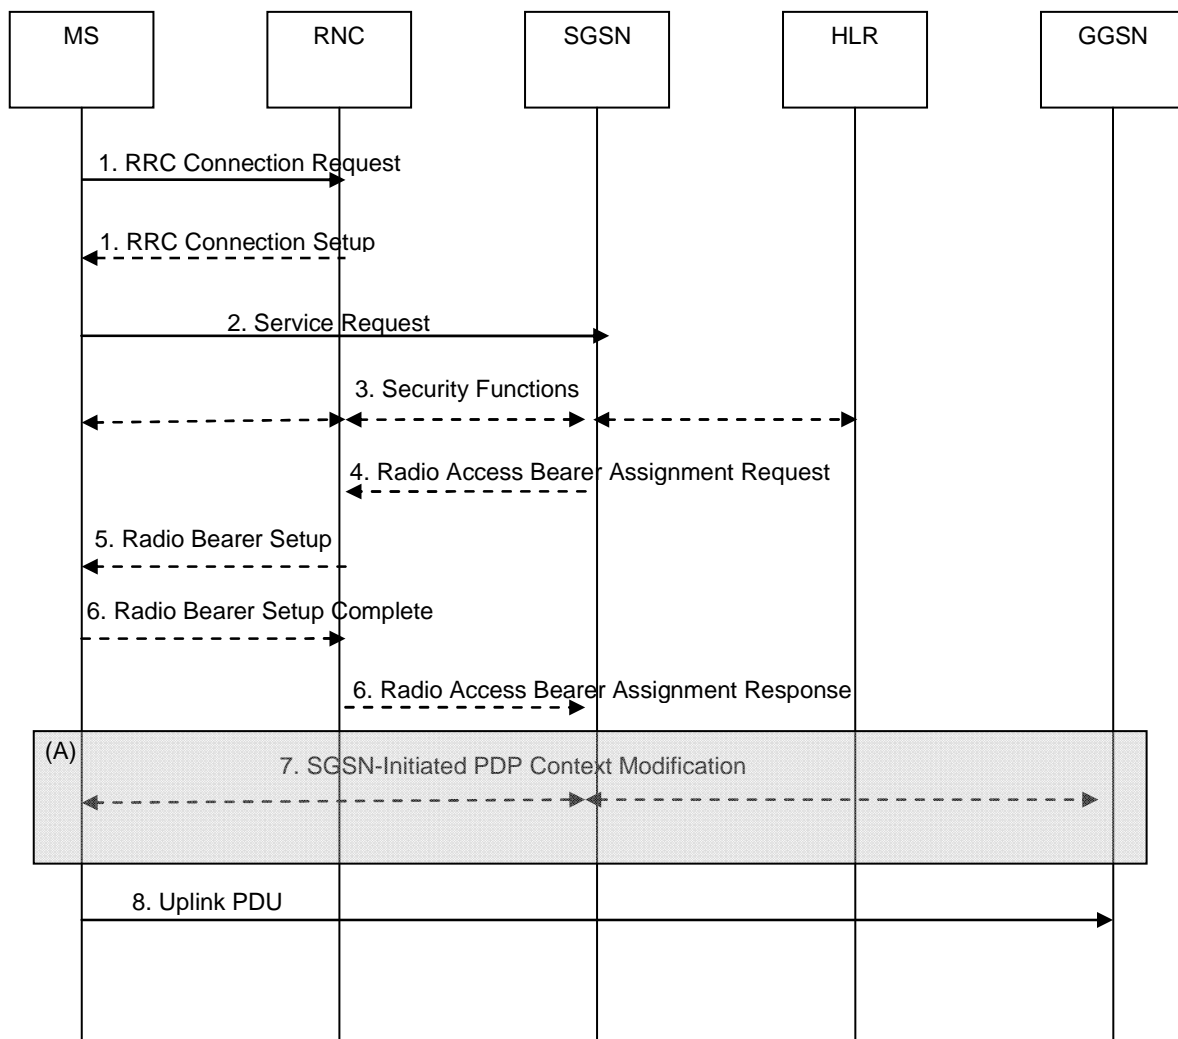 MS
RNC
SGSN
HLR
GGSN
1. RRC Connection Request
1. RRC Connection Setup
2. Service Request
3. Security Functions
4. Radio Access Bearer Assignment Request
5. Radio Bearer Setup
6. Radio Bearer Setup Complete
6. Radio Access Bearer Assignment Response
(A)
7. SGSN-Initiated PDP Context Modification
8. Uplink PDU